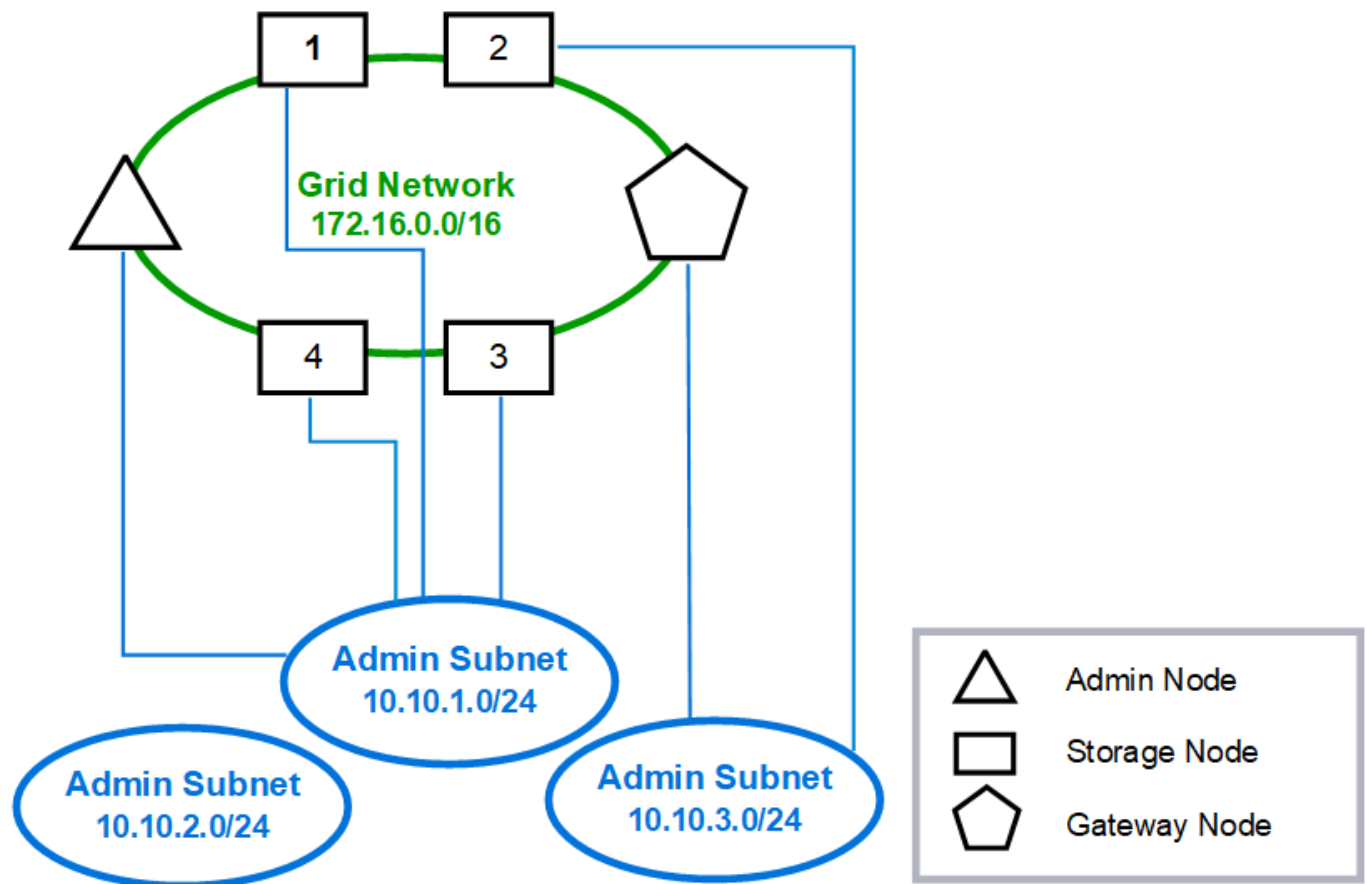 1
2
Grid Network
172.16.0.0/16
4
3
Admin Subnet
10.10.1.0/24
Admin Subnet
10.10.2.0/24
Admin Subnet
10.10.3.0/24
Admin Node
Storage Node
Gateway Node